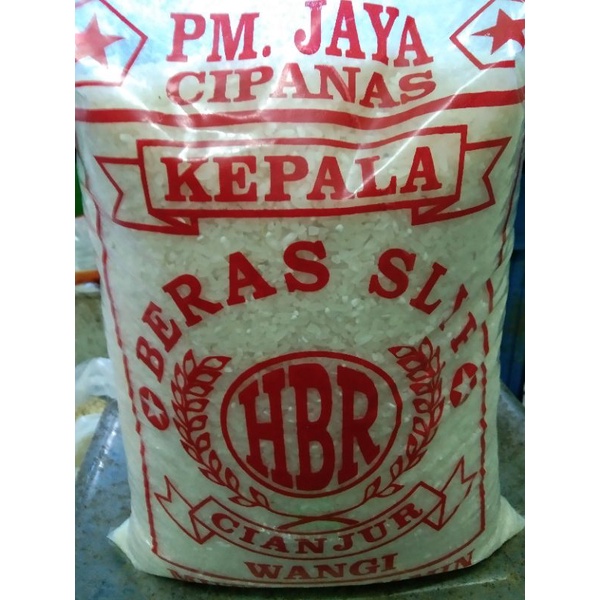 PM. JAYA
CIPANAS
KEPALA
BERAS SLYP
HBR
CIANJUR
WANGI